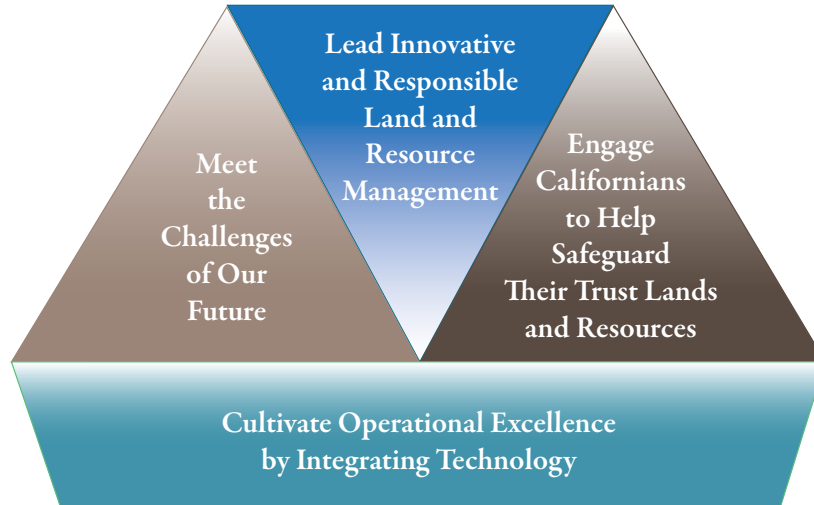 Lead Innovative
and Responsible
Land and
Resource
Management
Meet
the
Challenges
of Our
Future
Engage
Californians
to Help
Safeguard
Their Trust Lands
and Resources
Cultivate Operational Excellence
by Integrating Technology